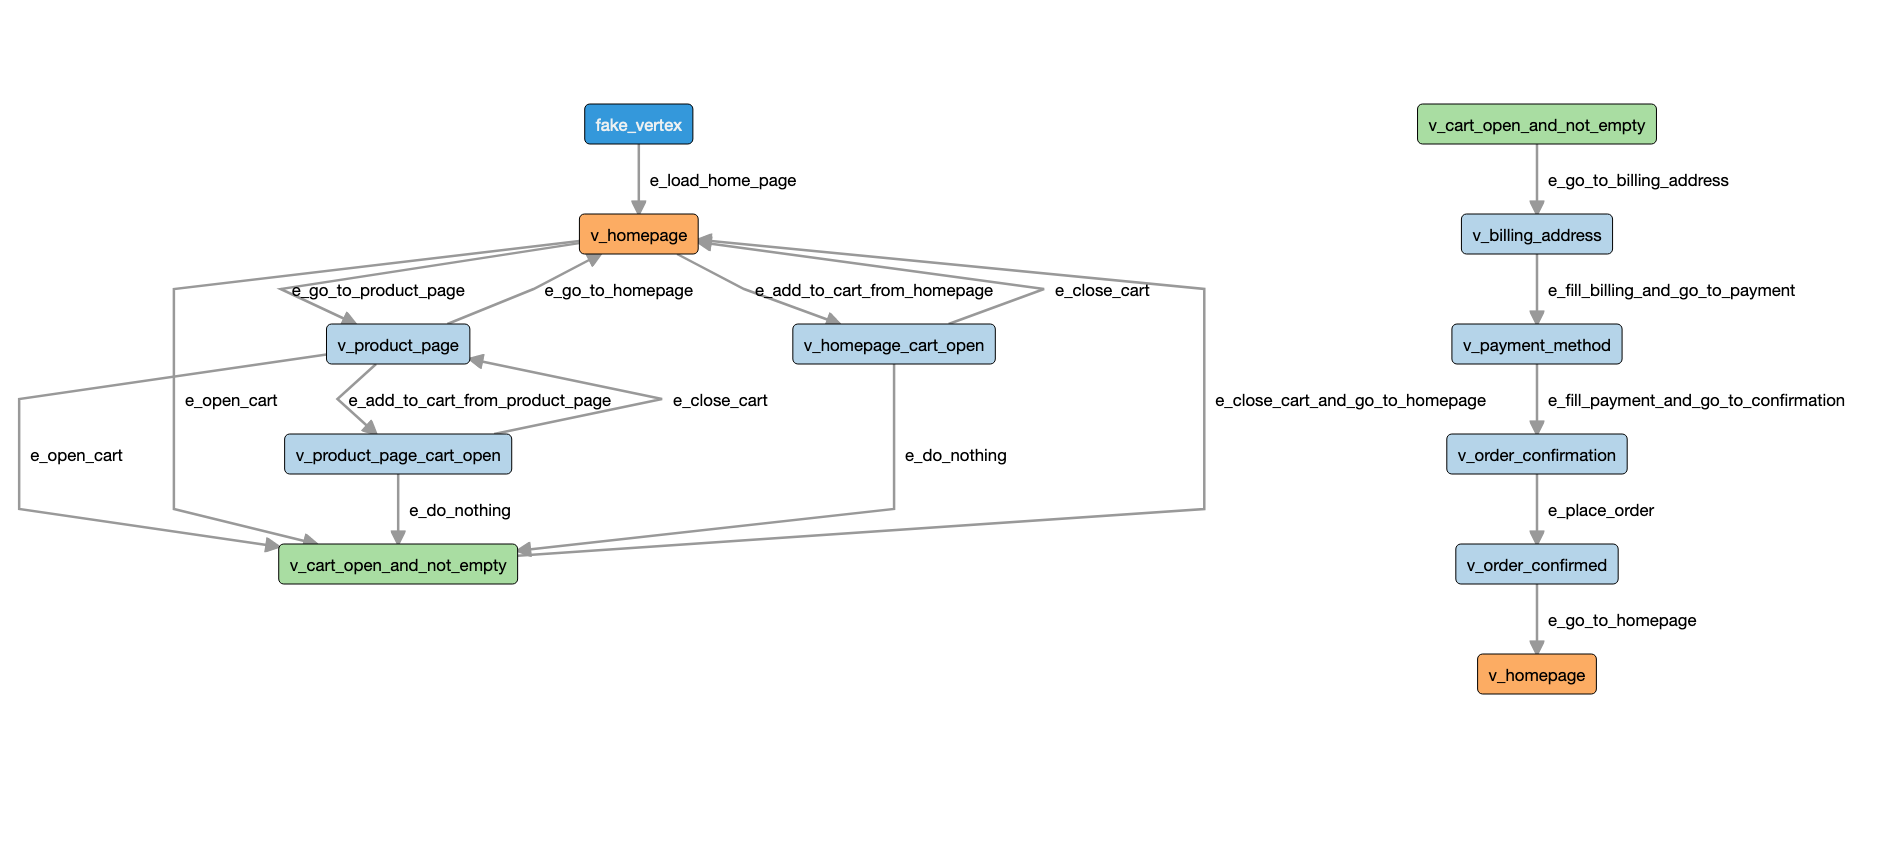 fake_vertex
v_cart_open_and_not_empty
e_load_home_page
e_go_to_billing_address
v_homepage
v_billing_address
e_go_to_product_page
e_go_to_homepage
e_add_to_cart_from_homepage
e_close_cart
e_fill_billing_and_go_to_payment
v_product_page
v_homepage_cart_open
v_payment_method
e_open_cart
e_add_to_cart_from_product_page
e_close_cart
e_close_cart_and_go_to_homepage
e_fill_payment_and_go_to_confirmation
e_open_cart
v_product_page_cart_open
e_do_nothing
v_order_confirmation
e_do_nothing
e_place_order
v_cart_open_and_not_empty
v_order_confirmed
e_go_to_homepage
v_homepage